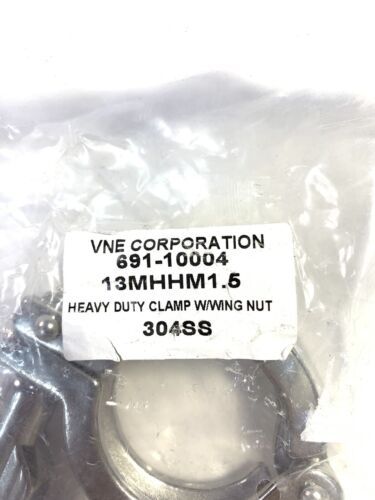 VNE CORPORATION
691-10004
13MHHM1.5
HEAVY DUTY CLAMP W/WING NUT
304SS